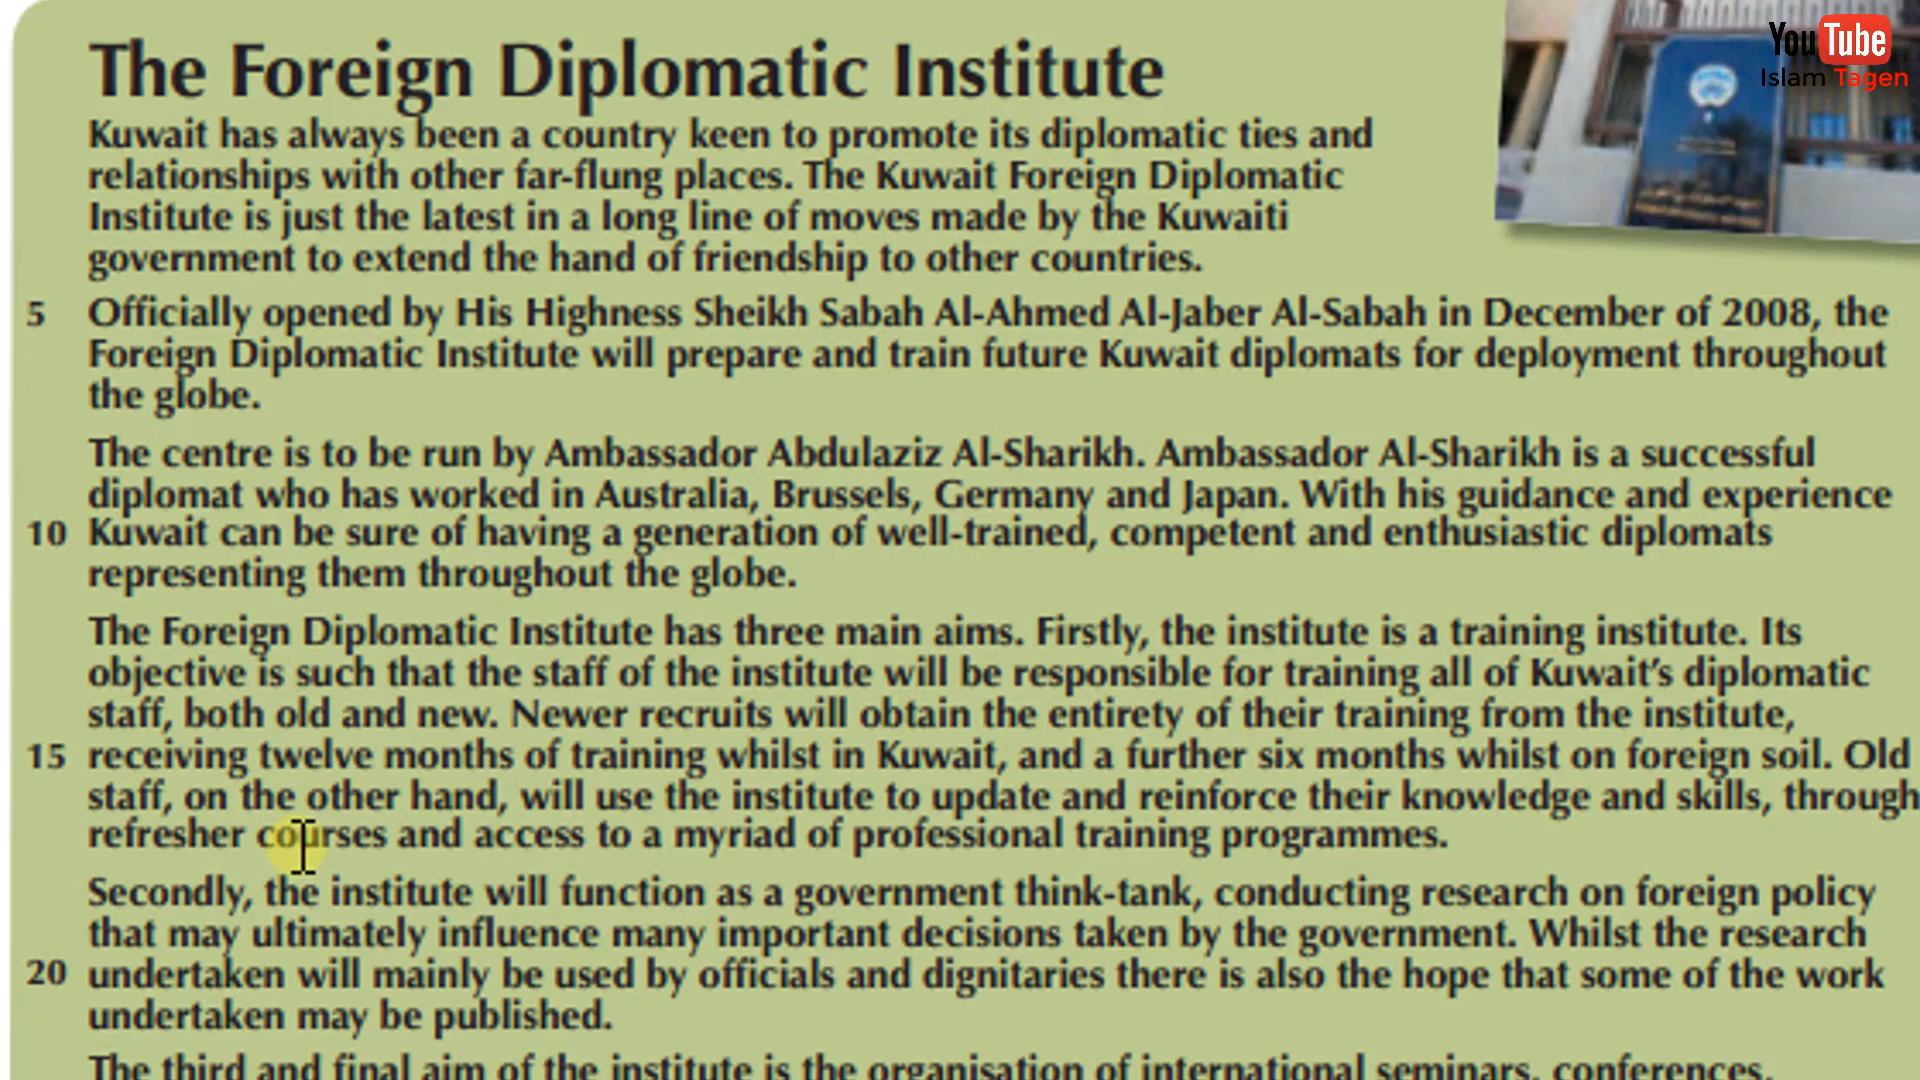 The Foreign Diplomatic Institute
YouTube
Islam Tagen
Kuwait has always been a country keen to promote its diplomatic ties and
relationships with other far-flung places. The Kuwait Foreign Diplomatic
Institute is just the latest in a long line of moves made by the Kuwaiti
government to extend the hand of friendship to other countries.
5 Officially opened by His Highness Sheikh Sabah Al-Ahmed Al-Jaber Al-Sabah in December of 2008, the
Foreign Diplomatic Institute will prepare and train future Kuwait diplomats for deployment throughout
the globe.
The centre is to be run by Ambassador Abdulaziz Al-Sharikh. Ambassador Al-Sharikh is a successful
diplomat who has worked in Australia, Brussels, Germany and Japan. With his guidance and experience
10 Kuwait can be sure of having a generation of well-trained, competent and enthusiastic diplomats
representing them throughout the globe.
The Foreign Diplomatic Institute has three main aims. Firstly, the institute is a training institute. Its
objective is such that the staff of the institute will be responsible for training all of Kuwait's diplomatic
staff, both old and new. Newer recruits will obtain the entirety of their training from the institute,
15 receiving twelve months of training whilst in Kuwait, and a further six months whilst on foreign soil. Old
staff, on the other hand, will use the institute to update and reinforce their knowledge and skills, through
refresher courses and access to a myriad of professional training programmes.
Secondly, the institute will function as a government think-tank, conducting research on foreign policy
that may ultimately influence many important decisions taken by the government. Whilst the research
20 undertaken will mainly be used by officials and dignitaries there is also the hope that some of the work
undertaken may be published.
The third and final aim of the institute is the organisation of international seminars, conferences,